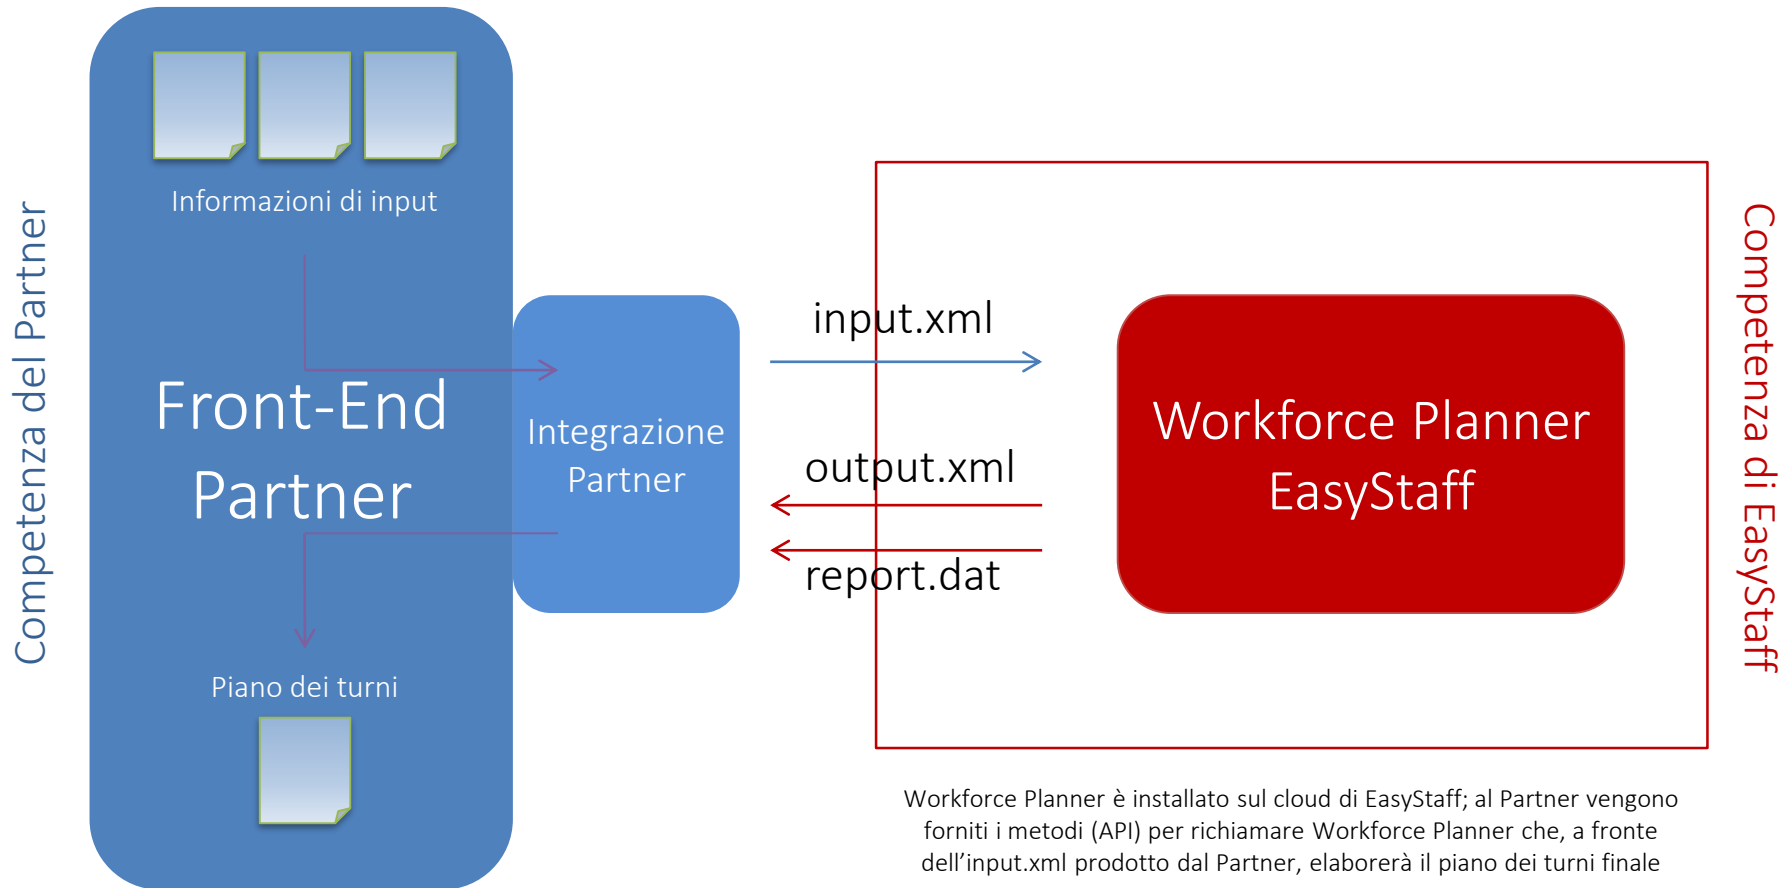 Competenza del Partner
Informazioni di input
Front-End
Partner
Piano dei turni
Integrazione
Partner
input.xml
output.xml
report.dat
Workforce Planner
EasyStaff
Competenza di EasyStaff
Workforce Planner è installato sul cloud di EasyStaff; al Partner vengono
forniti i metodi (API) per richiamare Workforce Planner che, a fronte
dell’input.xml prodotto dal Partner, elaborerà il piano dei turni finale